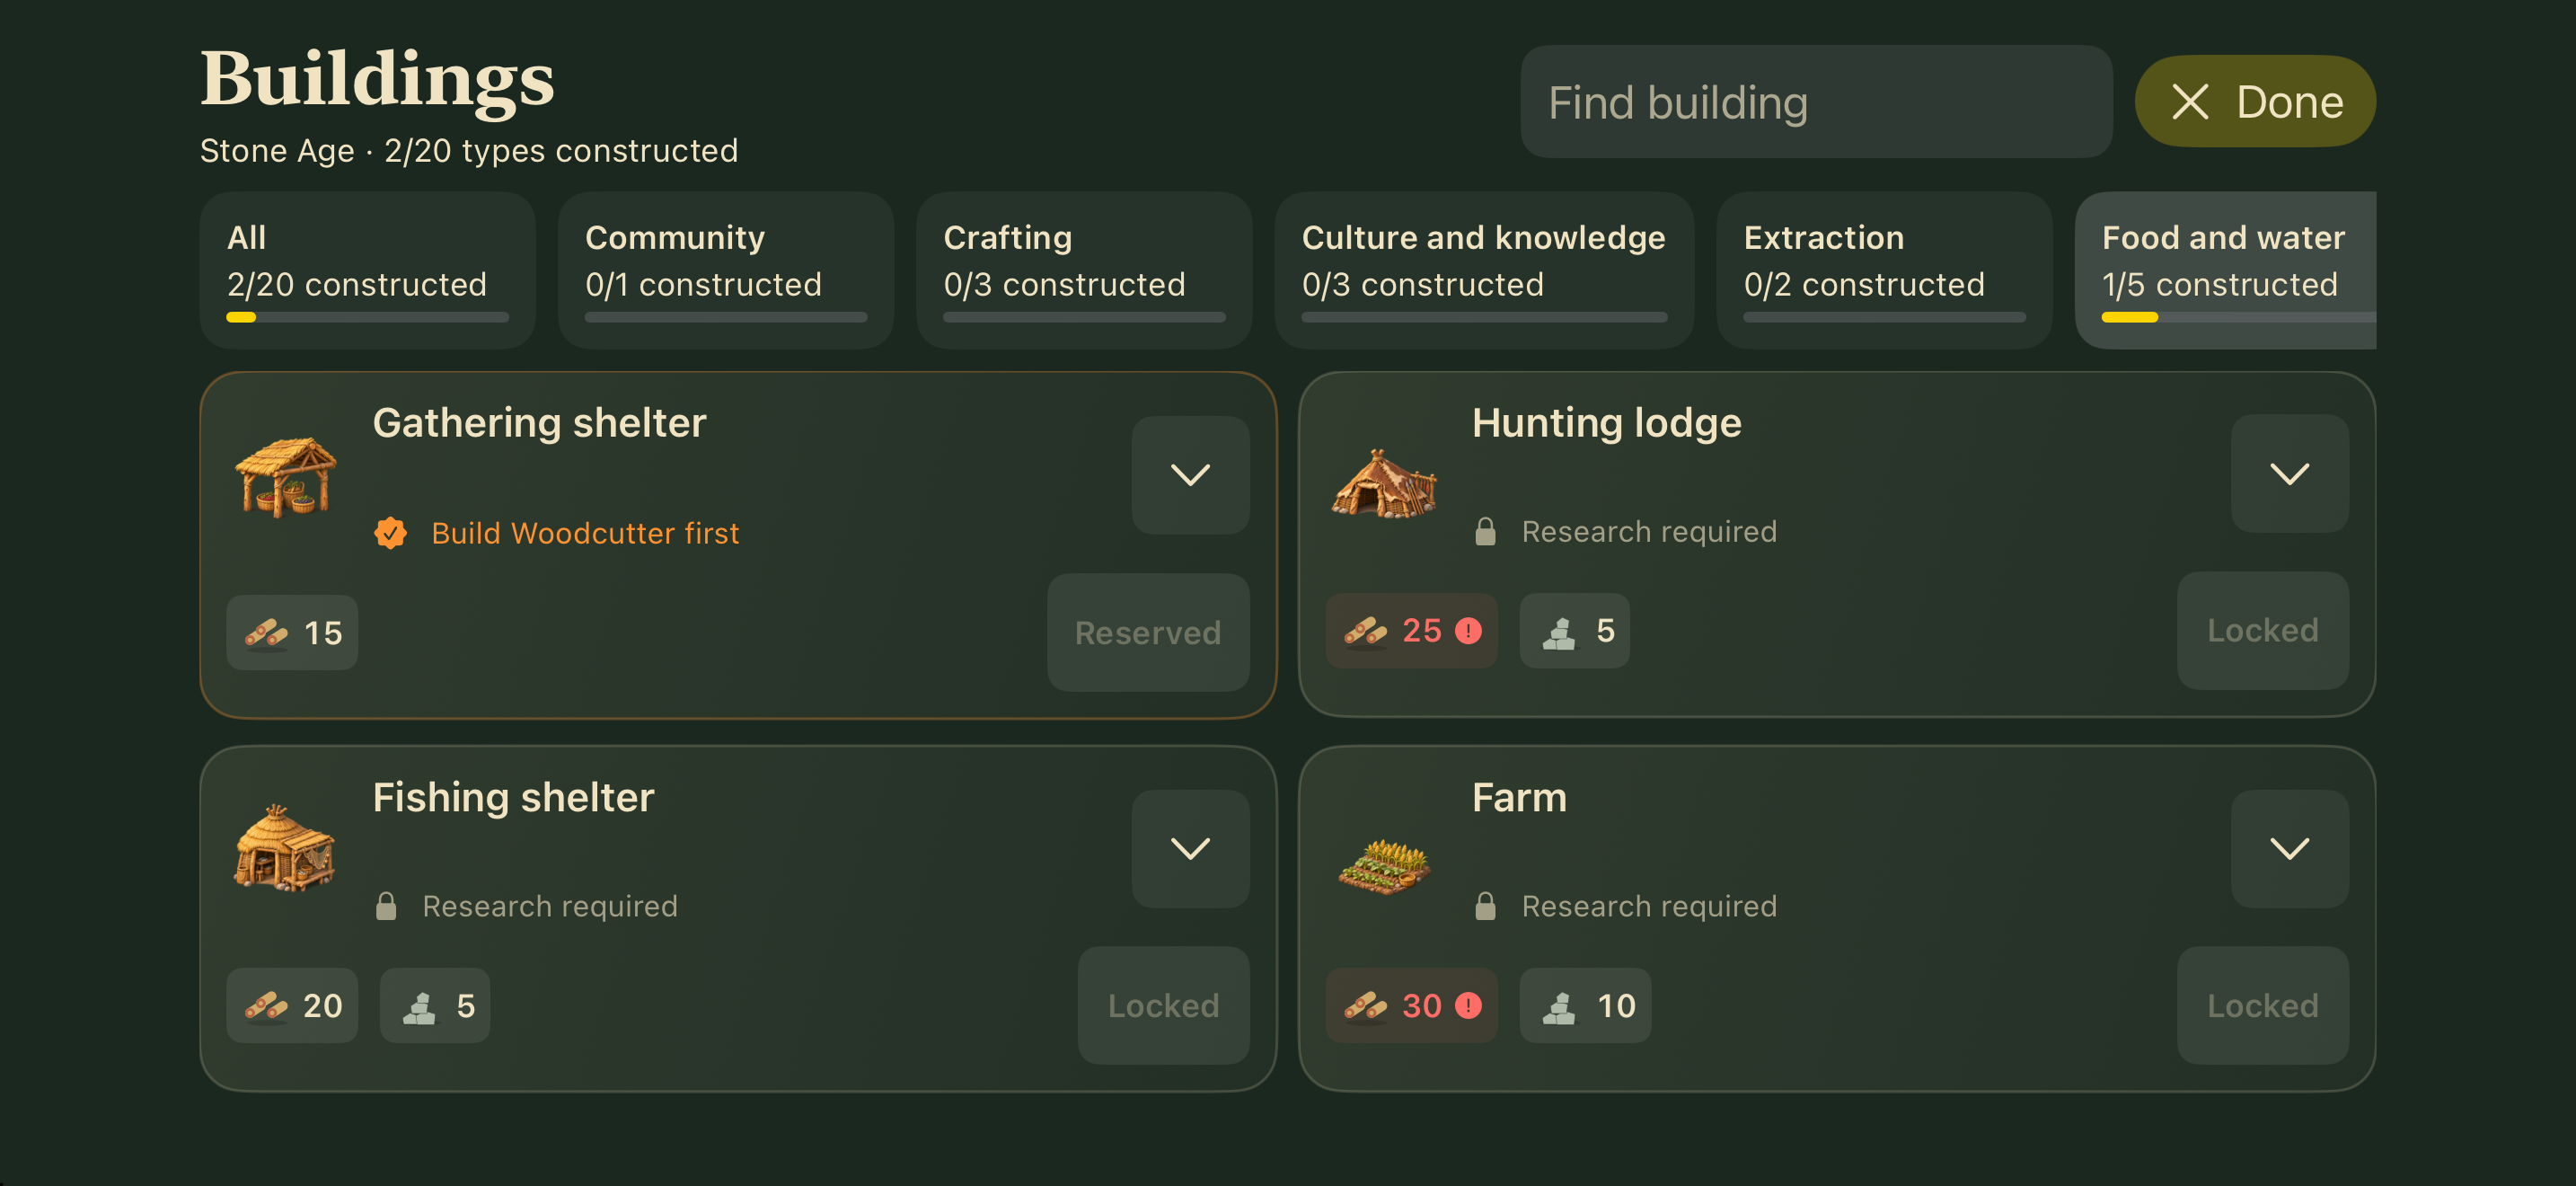 Buildings
Stone Age · 2/20 types constructed
Find building
Done
All
2/20 constructed
Community
0/1 constructed
Crafting
0/3 constructed
Culture and knowledge
0/3 constructed
Extraction
0/2 constructed
Food and water
1/5 constructed
Gathering shelter
Build Woodcutter first
15
Reserved
Hunting lodge
Research required
25
5
Locked
Fishing shelter
Research required
20
5
Locked
Farm
Research required
30
10
Locked